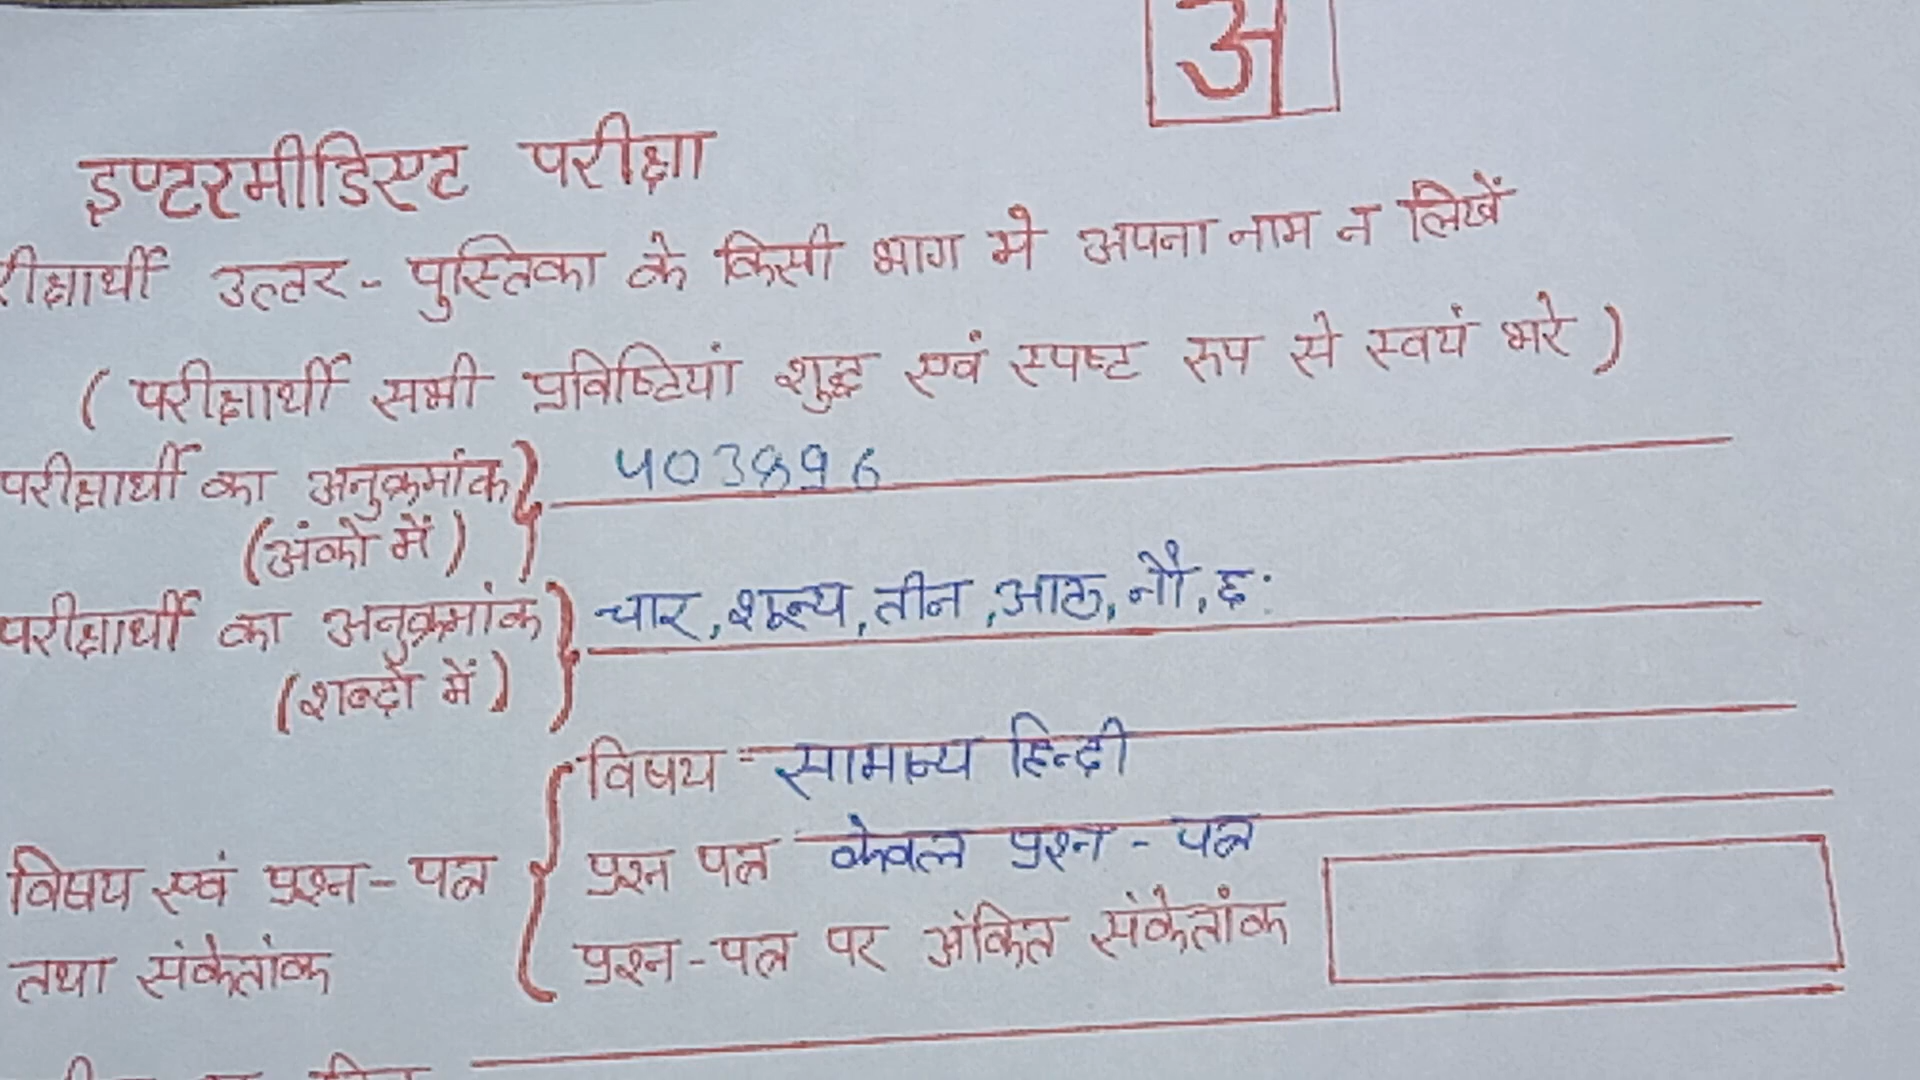 अ
इण्टरमीडिएट परीक्षा
रीक्षार्थी उत्तर - पुस्तिका के किसी भाग मे अपना नाम न लिखें
( परीक्षार्थी सभी प्रविष्टियां शुद्ध एवं स्पष्ट रूप से स्वयं भरे )
परीक्षार्थी का अनुक्रमांक } 403896
(अंको में)
परीक्षार्थी का अनुक्रमांक } चार, शून्य, तीन, आठ, नौ, छ:
(शब्दों में)
विषय - सामान्य हिन्दी
विषय एवं प्रश्न - पत्र { प्रश्न पत्र केवल प्रश्न - पत्र
तथा संकेतांक प्रश्न - पत्र पर अंकित संकेतांक